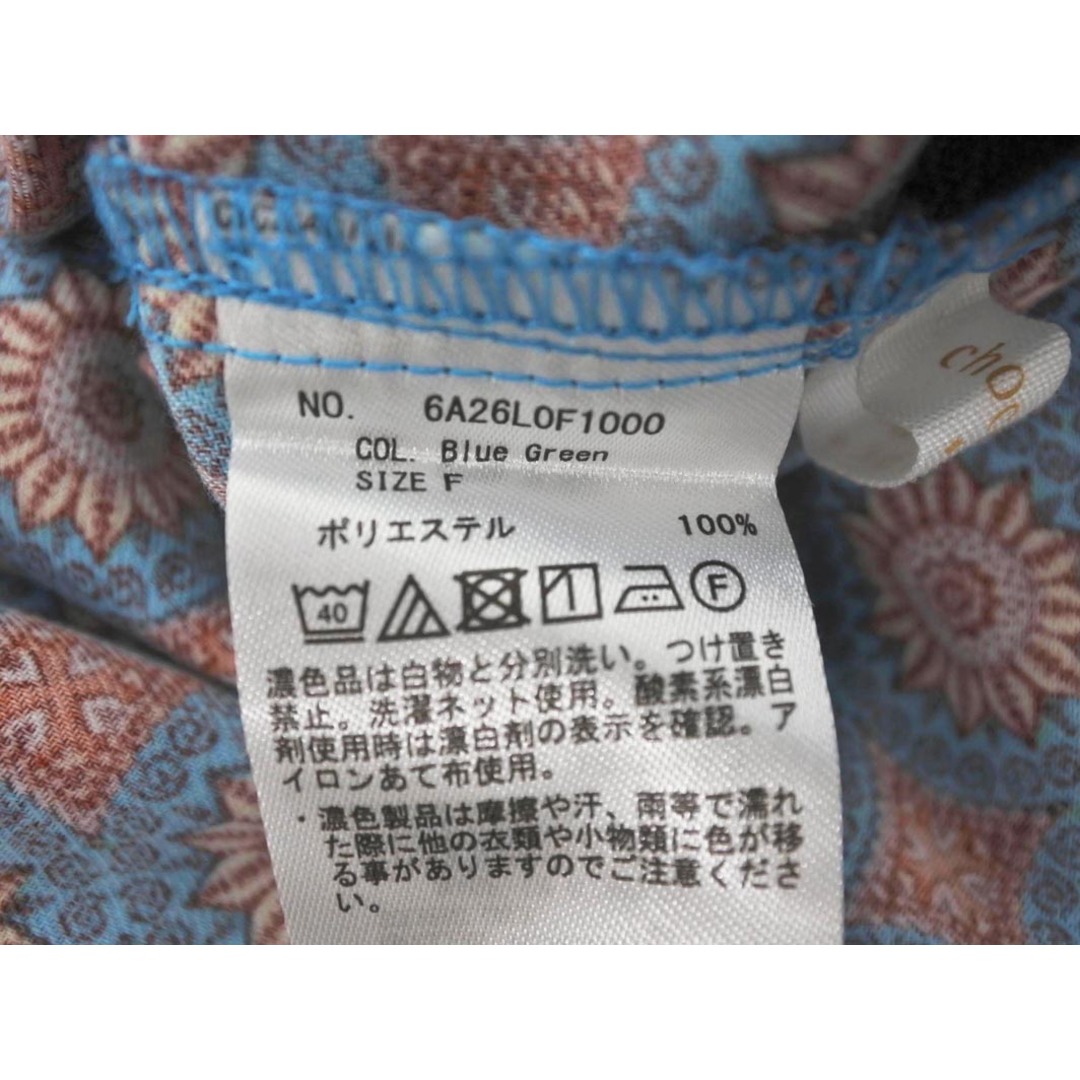 NO. 6A26L0F1000
COL. Blue Green
SIZE F
ポリエステル 100%
40
F
濃色品は白物と分別洗い。つけ置き
禁止。洗濯ネット使用。酸素系漂白
剤使用時は漂白剤の表示を確認。ア
イロンあて布使用。
・濃色製品は摩擦や汗、雨等で濡れ
た際に他の衣類や小物類に色が移
る事がありますのでご注意くださ
い。
cho